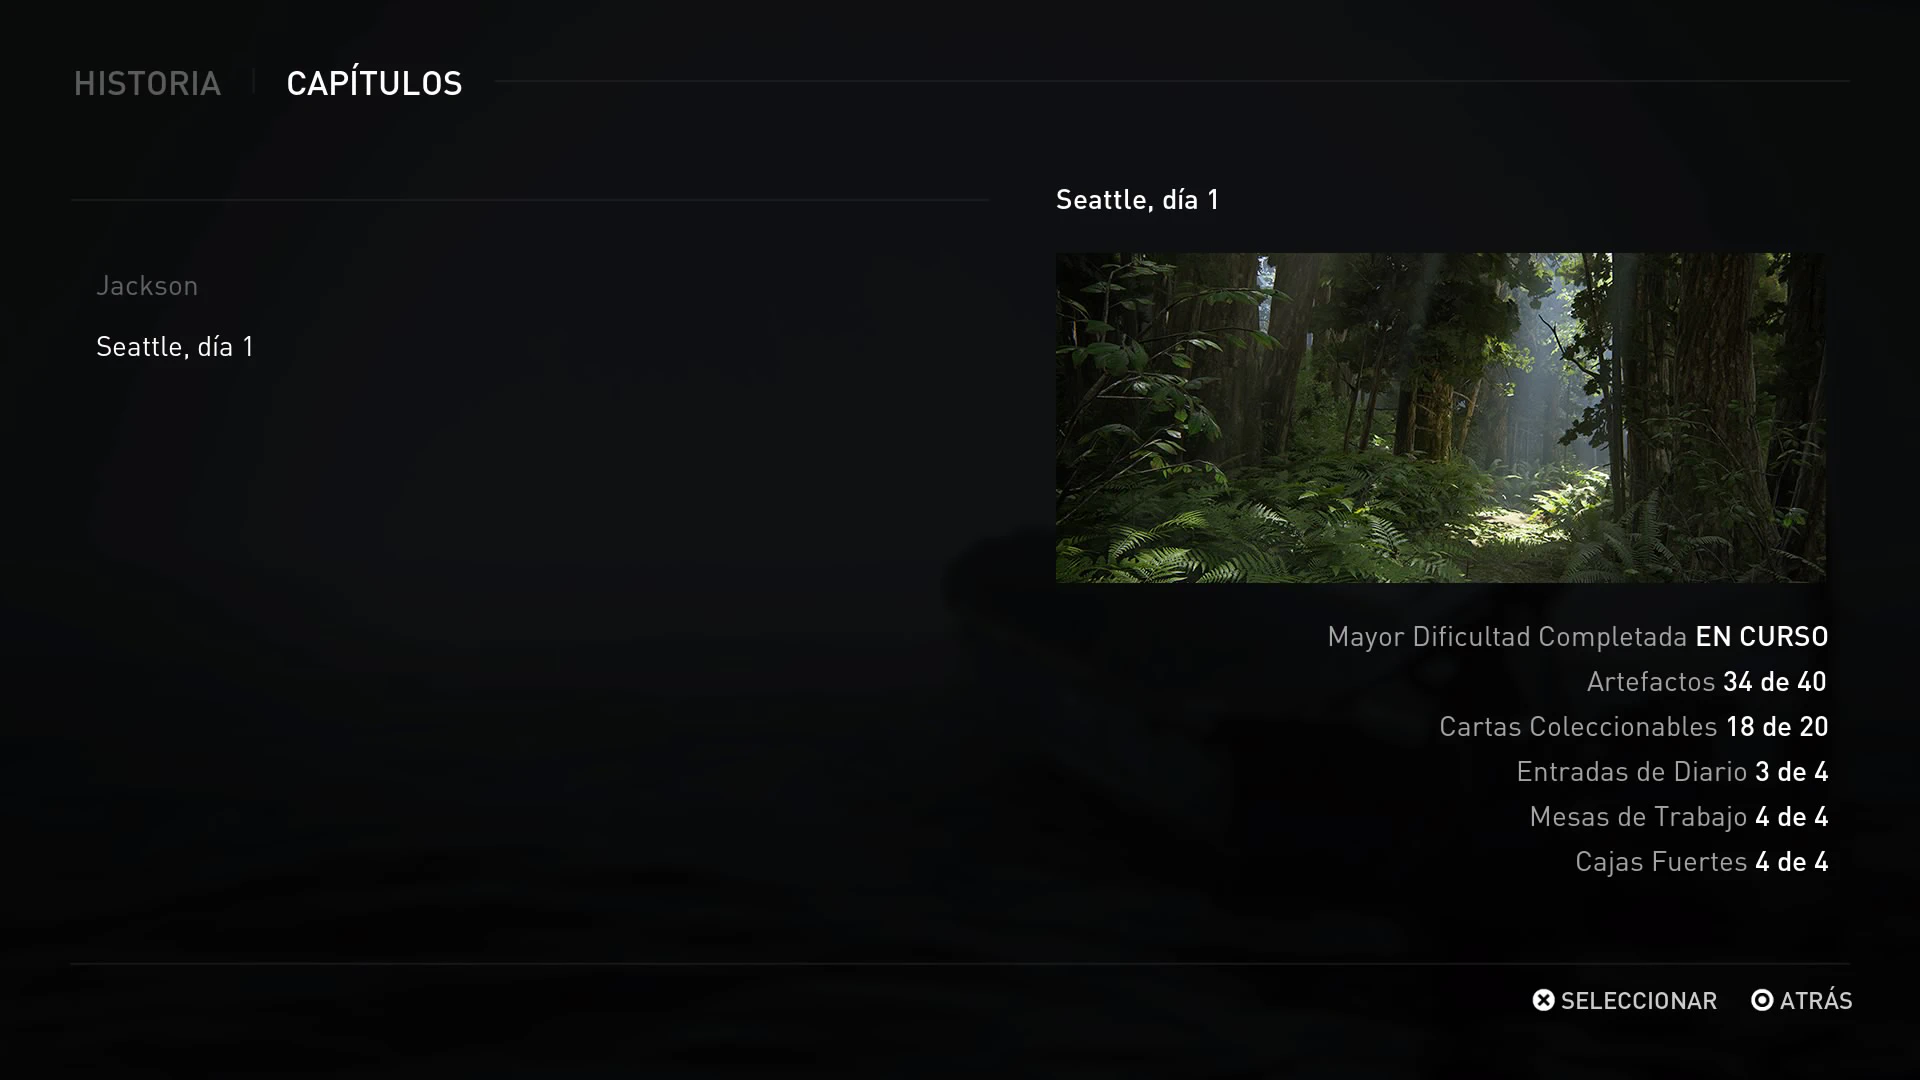 HISTORIA | CAPÍTULOS
Jackson
Seattle, día 1
Seattle, día 1
Mayor Dificultad Completada EN CURSO
Artefactos 34 de 40
Cartas Coleccionables 18 de 20
Entradas de Diario 3 de 4
Mesas de Trabajo 4 de 4
Cajas Fuertes 4 de 4
SELECCIONAR ATRÁS